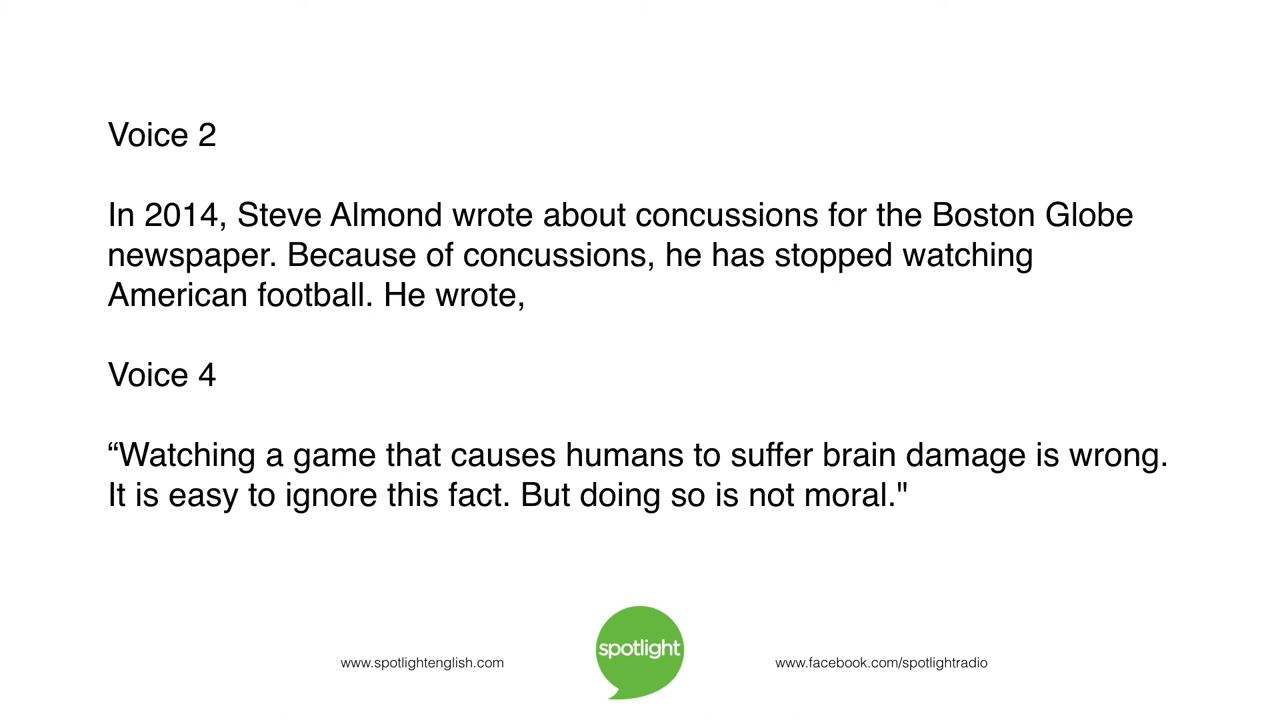 Voice 2
In 2014, Steve Almond wrote about concussions for the Boston Globe
newspaper. Because of concussions, he has stopped watching
American football. He wrote,
Voice 4
“Watching a game that causes humans to suffer brain damage is wrong.
It is easy to ignore this fact. But doing so is not moral."
www.spotlightenglish.com
spotlight
www.facebook.com/spotlightradio